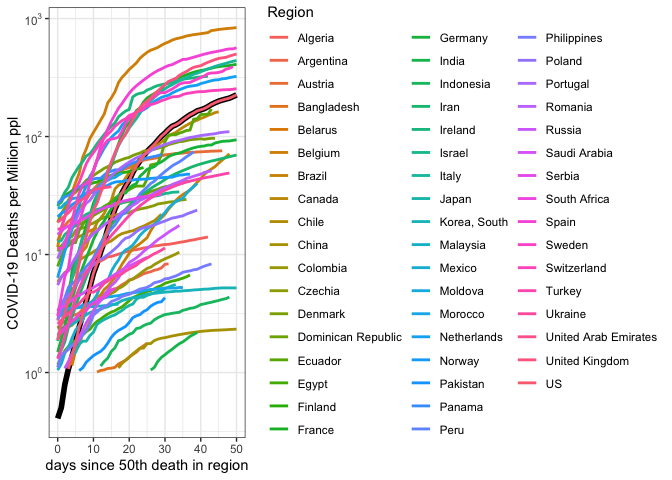 Region
COVID-19 Deaths per Million ppl
10³
10²
10¹
10⁰
0
10
20
30
40
50
days since 50th death in region
Algeria
Argentina
Austria
Bangladesh
Belarus
Belgium
Brazil
Canada
Chile
China
Colombia
Czechia
Denmark
Dominican Republic
Ecuador
Egypt
Finland
France
Germany
India
Indonesia
Iran
Ireland
Israel
Italy
Japan
Korea, South
Malaysia
Mexico
Moldova
Morocco
Netherlands
Norway
Pakistan
Panama
Peru
Philippines
Poland
Portugal
Romania
Russia
Saudi Arabia
Serbia
South Africa
Spain
Sweden
Switzerland
Turkey
Ukraine
United Arab Emirates
United Kingdom
US